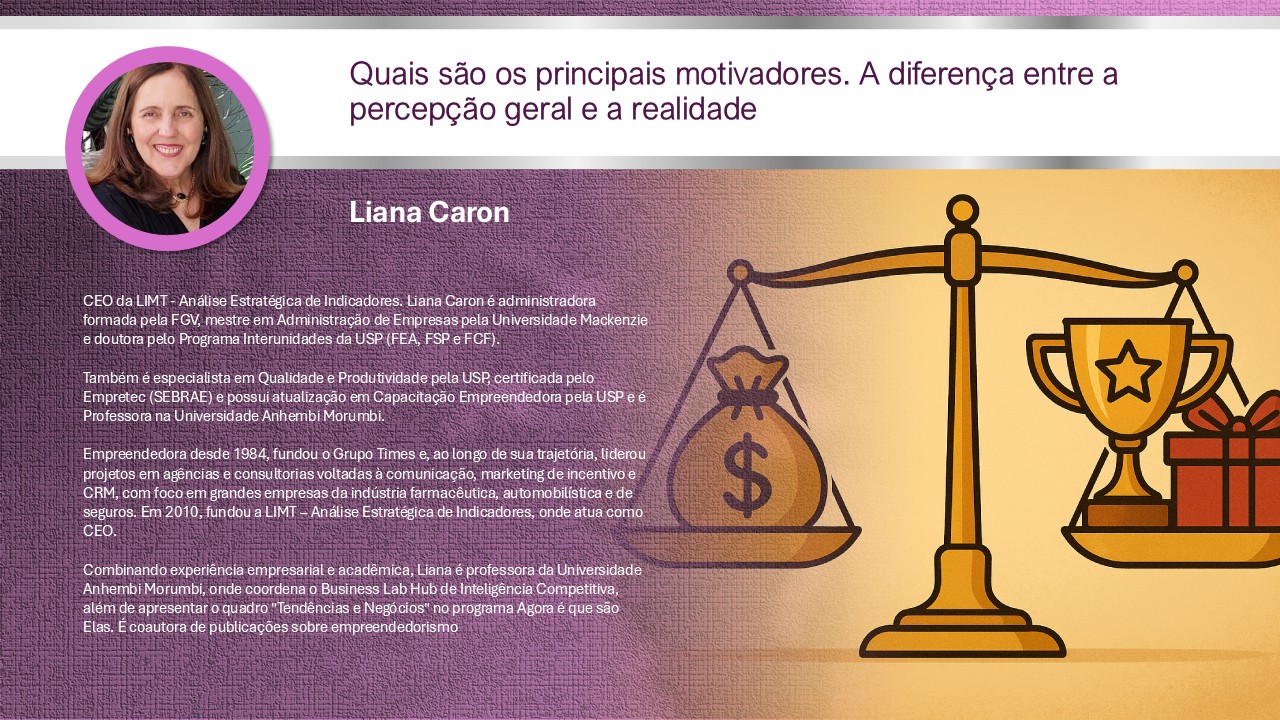 Quais são os principais motivadores. A diferença entre a
percepção geral e a realidade
Liana Caron
CEO da LIMT - Análise Estratégica de Indicadores. Liana Caron é administradora
formada pela FGV, mestre em Administração de Empresas pela Universidade Mackenzie
e doutora pelo Programa Interunidades da USP (FEA, FSP e FCF).
Também é especialista em Qualidade e Produtividade pela USP, certificada pelo
Empretec (SEBRAE) e possui atualização em Capacitação Empreendedora pela USP e é
Professora na Universidade Anhembi Morumbi.
Empreendedora desde 1984, fundou o Grupo Times e, ao longo de sua trajetória, liderou
projetos em agências e consultorias voltadas à comunicação, marketing de incentivo e
CRM, com foco em grandes empresas da indústria farmacêutica, automobilística e de
seguros. Em 2010, fundou a LIMT – Análise Estratégica de Indicadores, onde atua como
CEO.
Combinando experiência empresarial e acadêmica, Liana é professora da Universidade
Anhembi Morumbi, onde coordena o Business Lab Hub de Inteligência Competitiva,
além de apresentar o quadro "Tendências e Negócios" no programa Agora é que são
Elas. É coautora de publicações sobre empreendedorismo
$